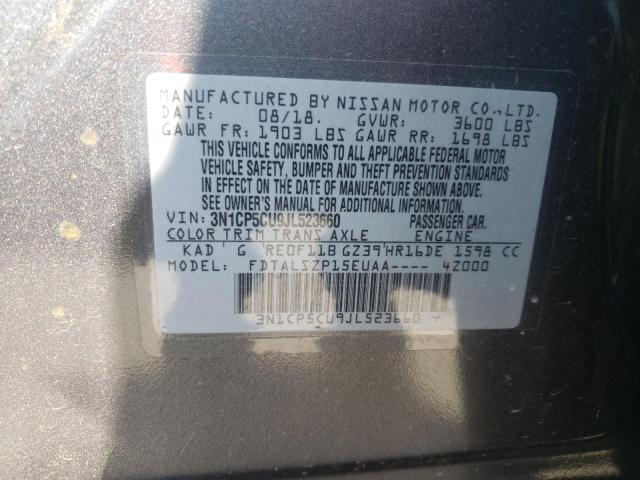 MANUFACTURED BY NISSAN MOTOR CO.,LTD.
DATE: 08/18. GVWR: 3600 LBS
GAWR FR: 1903 LBS GAWR RR: 1698 LBS
THIS VEHICLE CONFORMS TO ALL APPLICABLE FEDERAL MOTOR
VEHICLE SAFETY, BUMPER AND THEFT PREVENTION STANDARDS
IN EFFECT ON THE DATE OF MANUFACTURE SHOWN ABOVE.
SEE OWNER'S MANUAL FOR ADDITIONAL INFORMATION
VIN: 3N1CP5CU9JL523660 PASSENGER CAR.
COLOR TRIM TRANS AXLE ENGINE
KAD G RE0F11B GZ39 HR16DE 1598 CC
MODEL: FDTALSZP15EUAA---- 4Z000
3N1CP5CU9JL523660